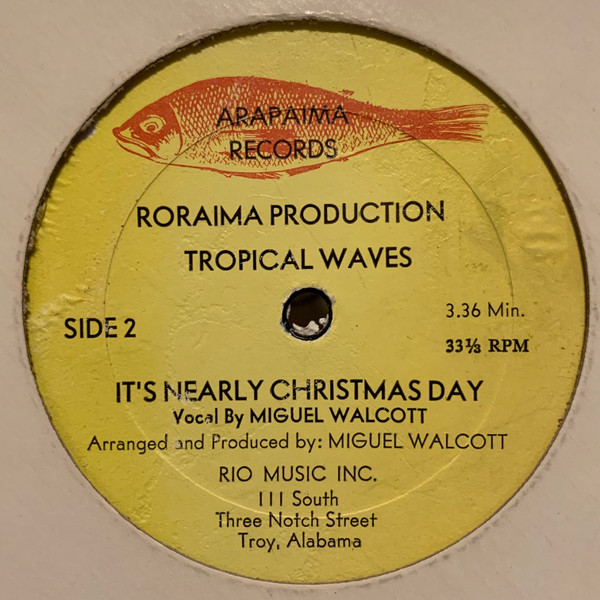 ARAPAIMA
RECORDS
RORAIMA PRODUCTION
TROPICAL WAVES
SIDE 2
3.36 Min.
33⅓ RPM
IT'S NEARLY CHRISTMAS DAY
Vocal By MIGUEL WALCOTT
Arranged and Produced by: MIGUEL WALCOTT
RIO MUSIC INC.
111 South
Three Notch Street
Troy, Alabama